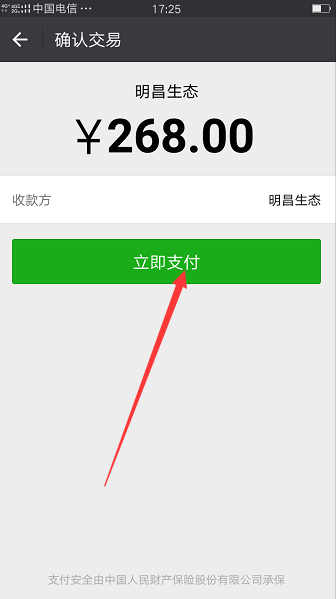 中国电信 ··· 17:25
确认交易
明昌生态
￥268.00
收款方 明昌生态
立即支付
支付安全由中国人民财产保险股份有限公司承保